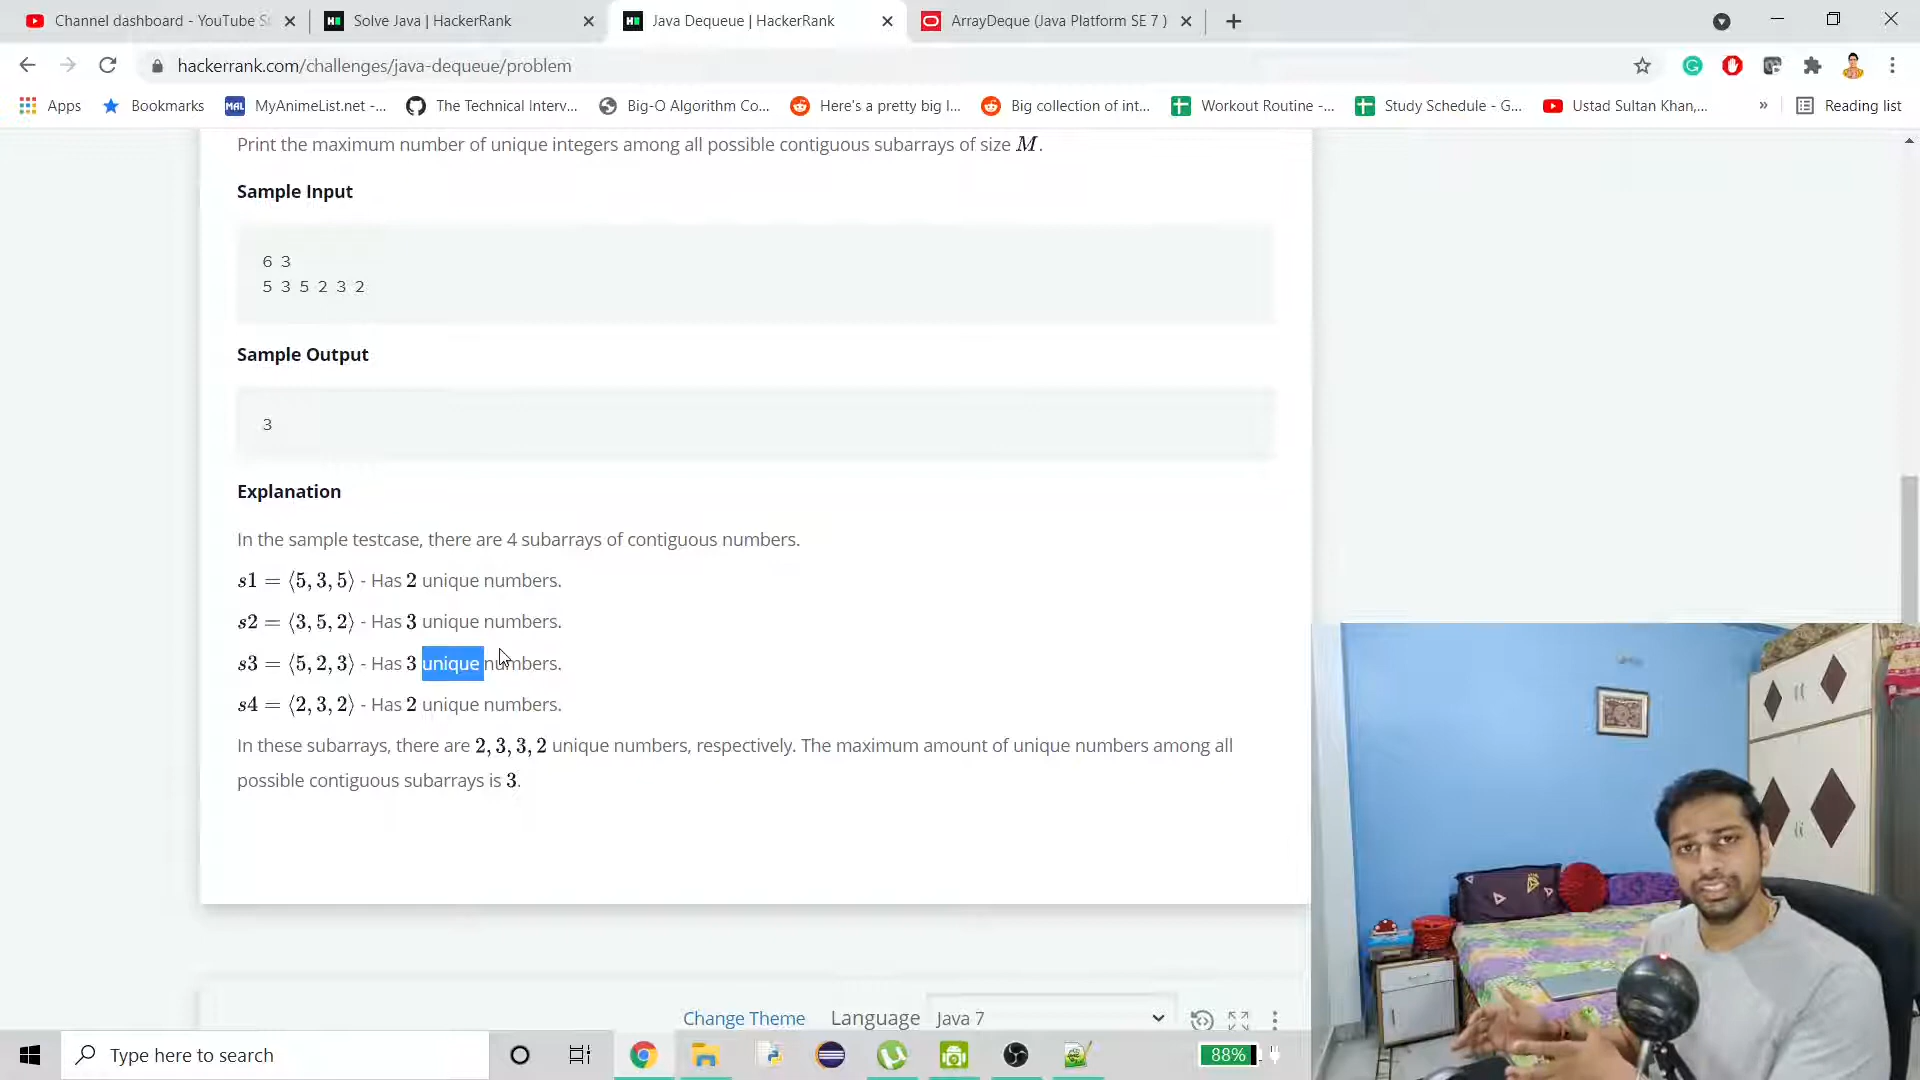 Channel dashboard - YouTube S
Solve Java | HackerRank
Java Dequeue | HackerRank
ArrayDeque (Java Platform SE 7 )
hackerrank.com/challenges/java-dequeue/problem
Apps
Bookmarks
MAL MyAnimeList.net -...
The Technical Interv...
Big-O Algorithm Co...
Here's a pretty big l...
Big collection of int...
Workout Routine -...
Study Schedule - G...
Ustad Sultan Khan,...
»
Reading list
Print the maximum number of unique integers among all possible contiguous subarrays of size M.
Sample Input
6 3
5 3 5 2 3 2
Sample Output
3
Explanation
In the sample testcase, there are 4 subarrays of contiguous numbers.
s1 = ⟨5, 3, 5⟩ - Has 2 unique numbers.
s2 = ⟨3, 5, 2⟩ - Has 3 unique numbers.
s3 = ⟨5, 2, 3⟩ - Has 3 unique numbers.
s4 = ⟨2, 3, 2⟩ - Has 2 unique numbers.
In these subarrays, there are 2, 3, 3, 2 unique numbers, respectively. The maximum amount of unique numbers among all
possible contiguous subarrays is 3.
Change Theme Language Java 7
Type here to search
88%